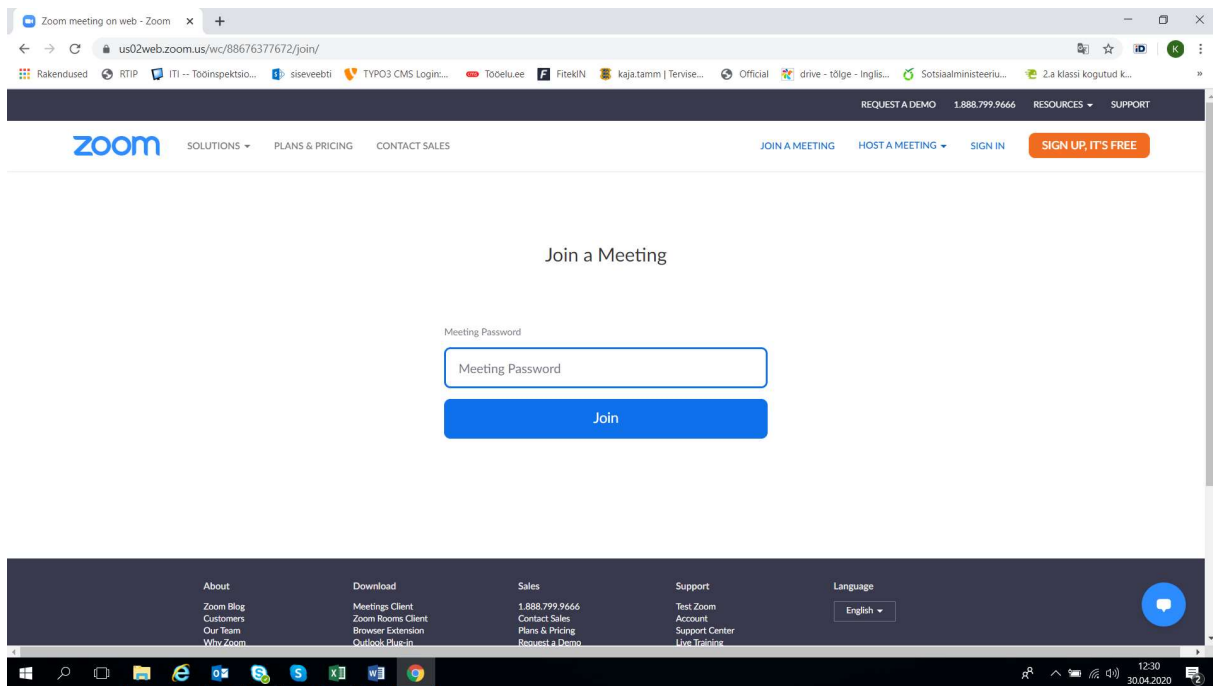 Zoom meeting on web - Zoom
us02web.zoom.us/wc/88676377672/join/
Rakendused RTIP ITI -- Tööinspektsio... siseveebti TYPO3 CMS Login:... Tööelu.ee FitekIN kaja.tamm | Tervise... Official drive - tõlge - Inglis... Sotsiaalministeeriu... 2.a klassi kogutud k... »
REQUEST A DEMO 1.888.799.9666 RESOURCES SUPPORT
zoom SOLUTIONS PLANS & PRICING CONTACT SALES JOIN A MEETING HOST A MEETING SIGN IN SIGN UP, IT'S FREE
Join a Meeting
Meeting Password
Meeting Password
Join
About Download Sales Support Language
Zoom Blog Meetings Client 1.888.799.9666 Test Zoom English
Customers Zoom Rooms Client Contact Sales Account
Our Team Browser Extension Plans & Pricing Support Center
Why Zoom Outlook Plug-in Request a Demo Live Training
12:30
30.04.2020